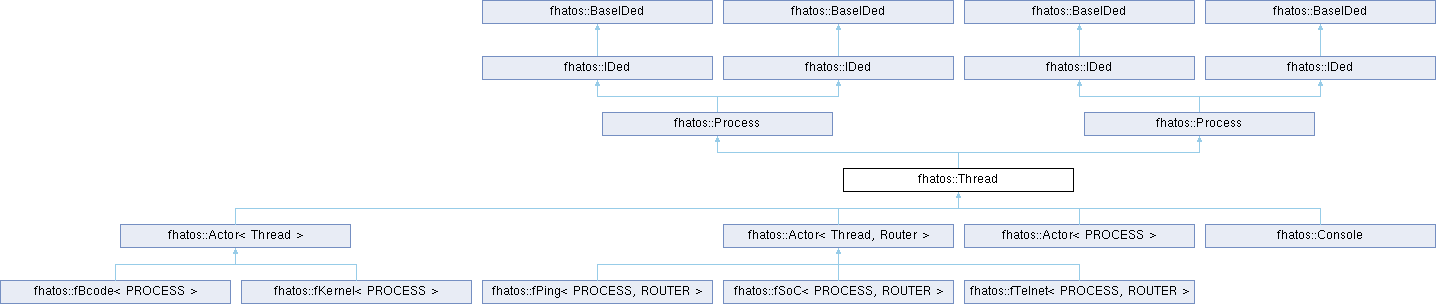 fhatos::BaseIDed fhatos::BaseIDed fhatos::BaseIDed fhatos::BaseIDed
fhatos::IDed fhatos::IDed fhatos::IDed fhatos::IDed
fhatos::Process fhatos::Process
fhatos::Thread
fhatos::Actor< Thread > fhatos::Actor< Thread, Router > fhatos::Actor< PROCESS > fhatos::Console
fhatos::fBcode< PROCESS > fhatos::fKernel< PROCESS > fhatos::fPing< PROCESS, ROUTER > fhatos::fSoC< PROCESS, ROUTER > fhatos::fTelnet< PROCESS, ROUTER >